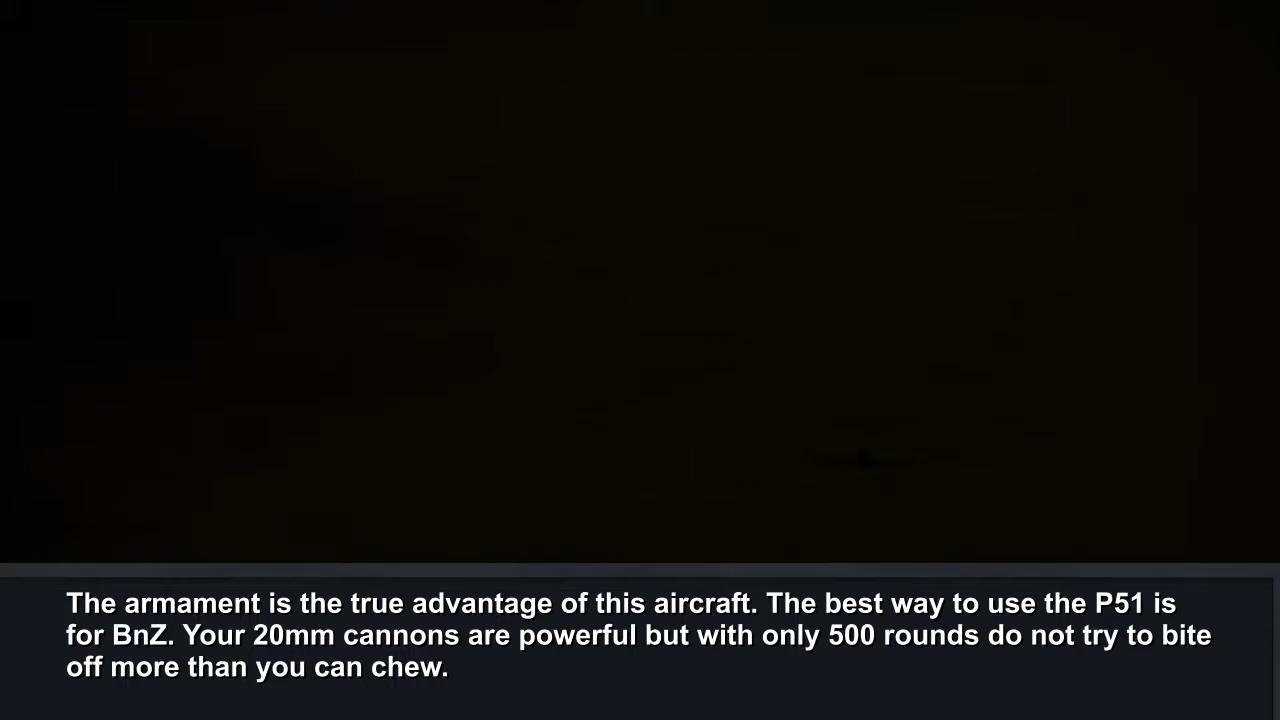 The armament is the true advantage of this aircraft. The best way to use the P51 is
for BnZ. Your 20mm cannons are powerful but with only 500 rounds do not try to bite
off more than you can chew.